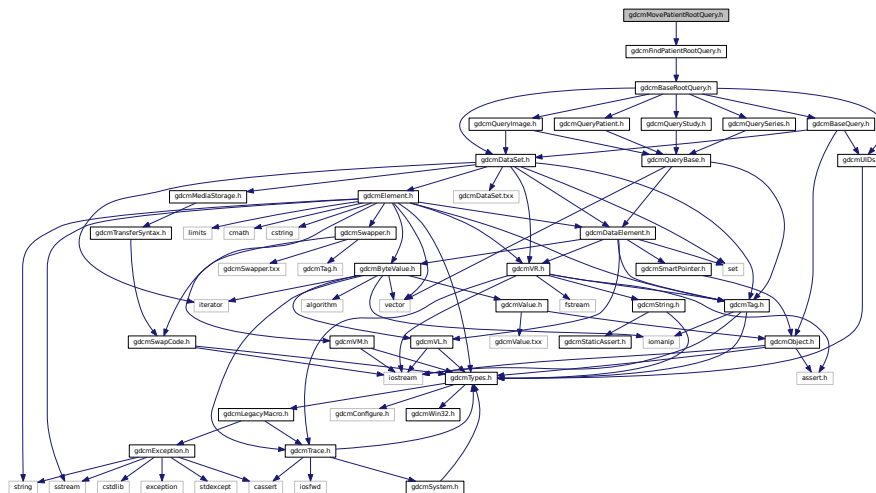 gdcmMovePatientRootQuery.h
gdcmFindPatientRootQuery.h
gdcmBaseRootQuery.h
gdcmQueryImage.h
gdcmQueryPatient.h
gdcmQueryStudy.h
gdcmQuerySeries.h
gdcmBaseQuery.h
gdcmDataSet.h
gdcmQueryBase.h
gdcmUIDs
gdcmMediaStorage.h
gdcmElement.h
gdcmDataSet.txx
gdcmTransferSyntax.h
limits
cmath
cstring
gdcmSwapper.h
gdcmDataElement.h
gdcmSwapper.txx
gdcmTag.h
gdcmByteValue.h
gdcmVR.h
gdcmSmartPointer.h
set
iterator
algorithm
vector
gdcmValue.h
fstream
gdcmString.h
gdcmTag.h
gdcmSwapCode.h
gdcmVM.h
gdcmVL.h
gdcmValue.txx
gdcmStaticAssert.h
iomanip
gdcmObject.h
iostream
gdcmTypes.h
assert.h
gdcmLegacyMacro.h
gdcmConfigure.h
gdcmWin32.h
gdcmException.h
gdcmTrace.h
string
sstream
cstdlib
exception
stdexcept
cassert
iosfwd
gdcmSystem.h